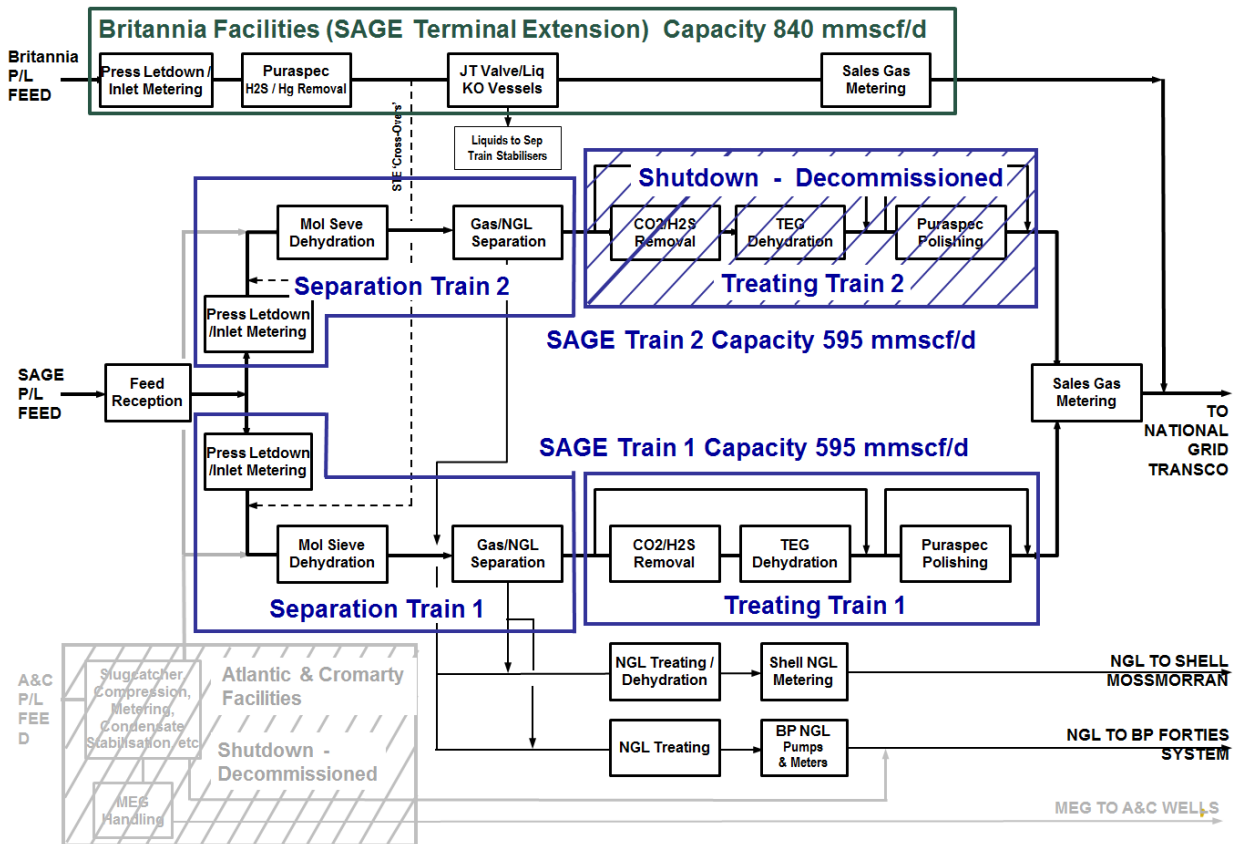 Britannia Facilities (SAGE Terminal Extension) Capacity 840 mmscf/d
Britannia
P/L
FEED
Press Letdown /
Inlet Metering
Puraspec
H2S / Hg Removal
JT Valve/Liq
KO Vessels
Sales Gas
Metering
STE 'Cross-Overs'
Liquids to Sep
Train Stabilisers
Shutdown - Decommissioned
Mol Seve
Dehydration
Gas/NGL
Separation
CO2/H2S
Removal
TEG
Dehydration
Puraspec
Polishing
Separation Train 2
Treating Train 2
Press Letdown
/Inlet Metering
SAGE Train 2 Capacity 595 mmscf/d
SAGE
P/L
FEED
Feed
Reception
Sales Gas
Metering
TO
NATIONAL
GRID
TRANSCO
Press Letdown
/Inlet Metering
SAGE Train 1 Capacity 595 mmscf/d
Mol Sieve
Dehydration
Gas/NGL
Separation
CO2/H2S
Removal
TEG
Dehydration
Puraspec
Polishing
Separation Train 1
Treating Train 1
A&C
P/L
FEE
D
Slugcatcher
Compression,
Metering,
Condensate
Stabilisation, etc
Atlantic & Cromarty
Facilities
Shutdown -
Decommissioned
MEG
Handling
NGL Treating /
Dehydration
Shell NGL
Metering
NGL TO SHELL
MOSSMORRAN
NGL Treating
BP NGL
Pumps
& Meters
NGL TO BP FORTIES
SYSTEM
MEG TO A&C WELLS